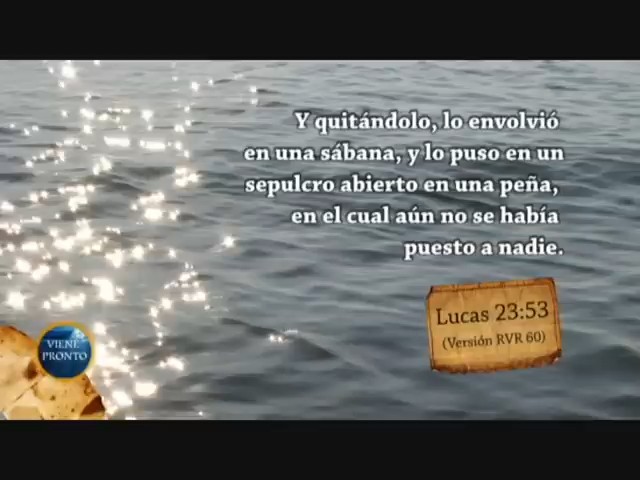 Y quitándolo, lo envolvió
en una sábana, y lo puso en un
sepulcro abierto en una peña,
en el cual aún no se había
puesto a nadie.
Lucas 23:53
(Versión RVR 60)
VIENE
PRONTO